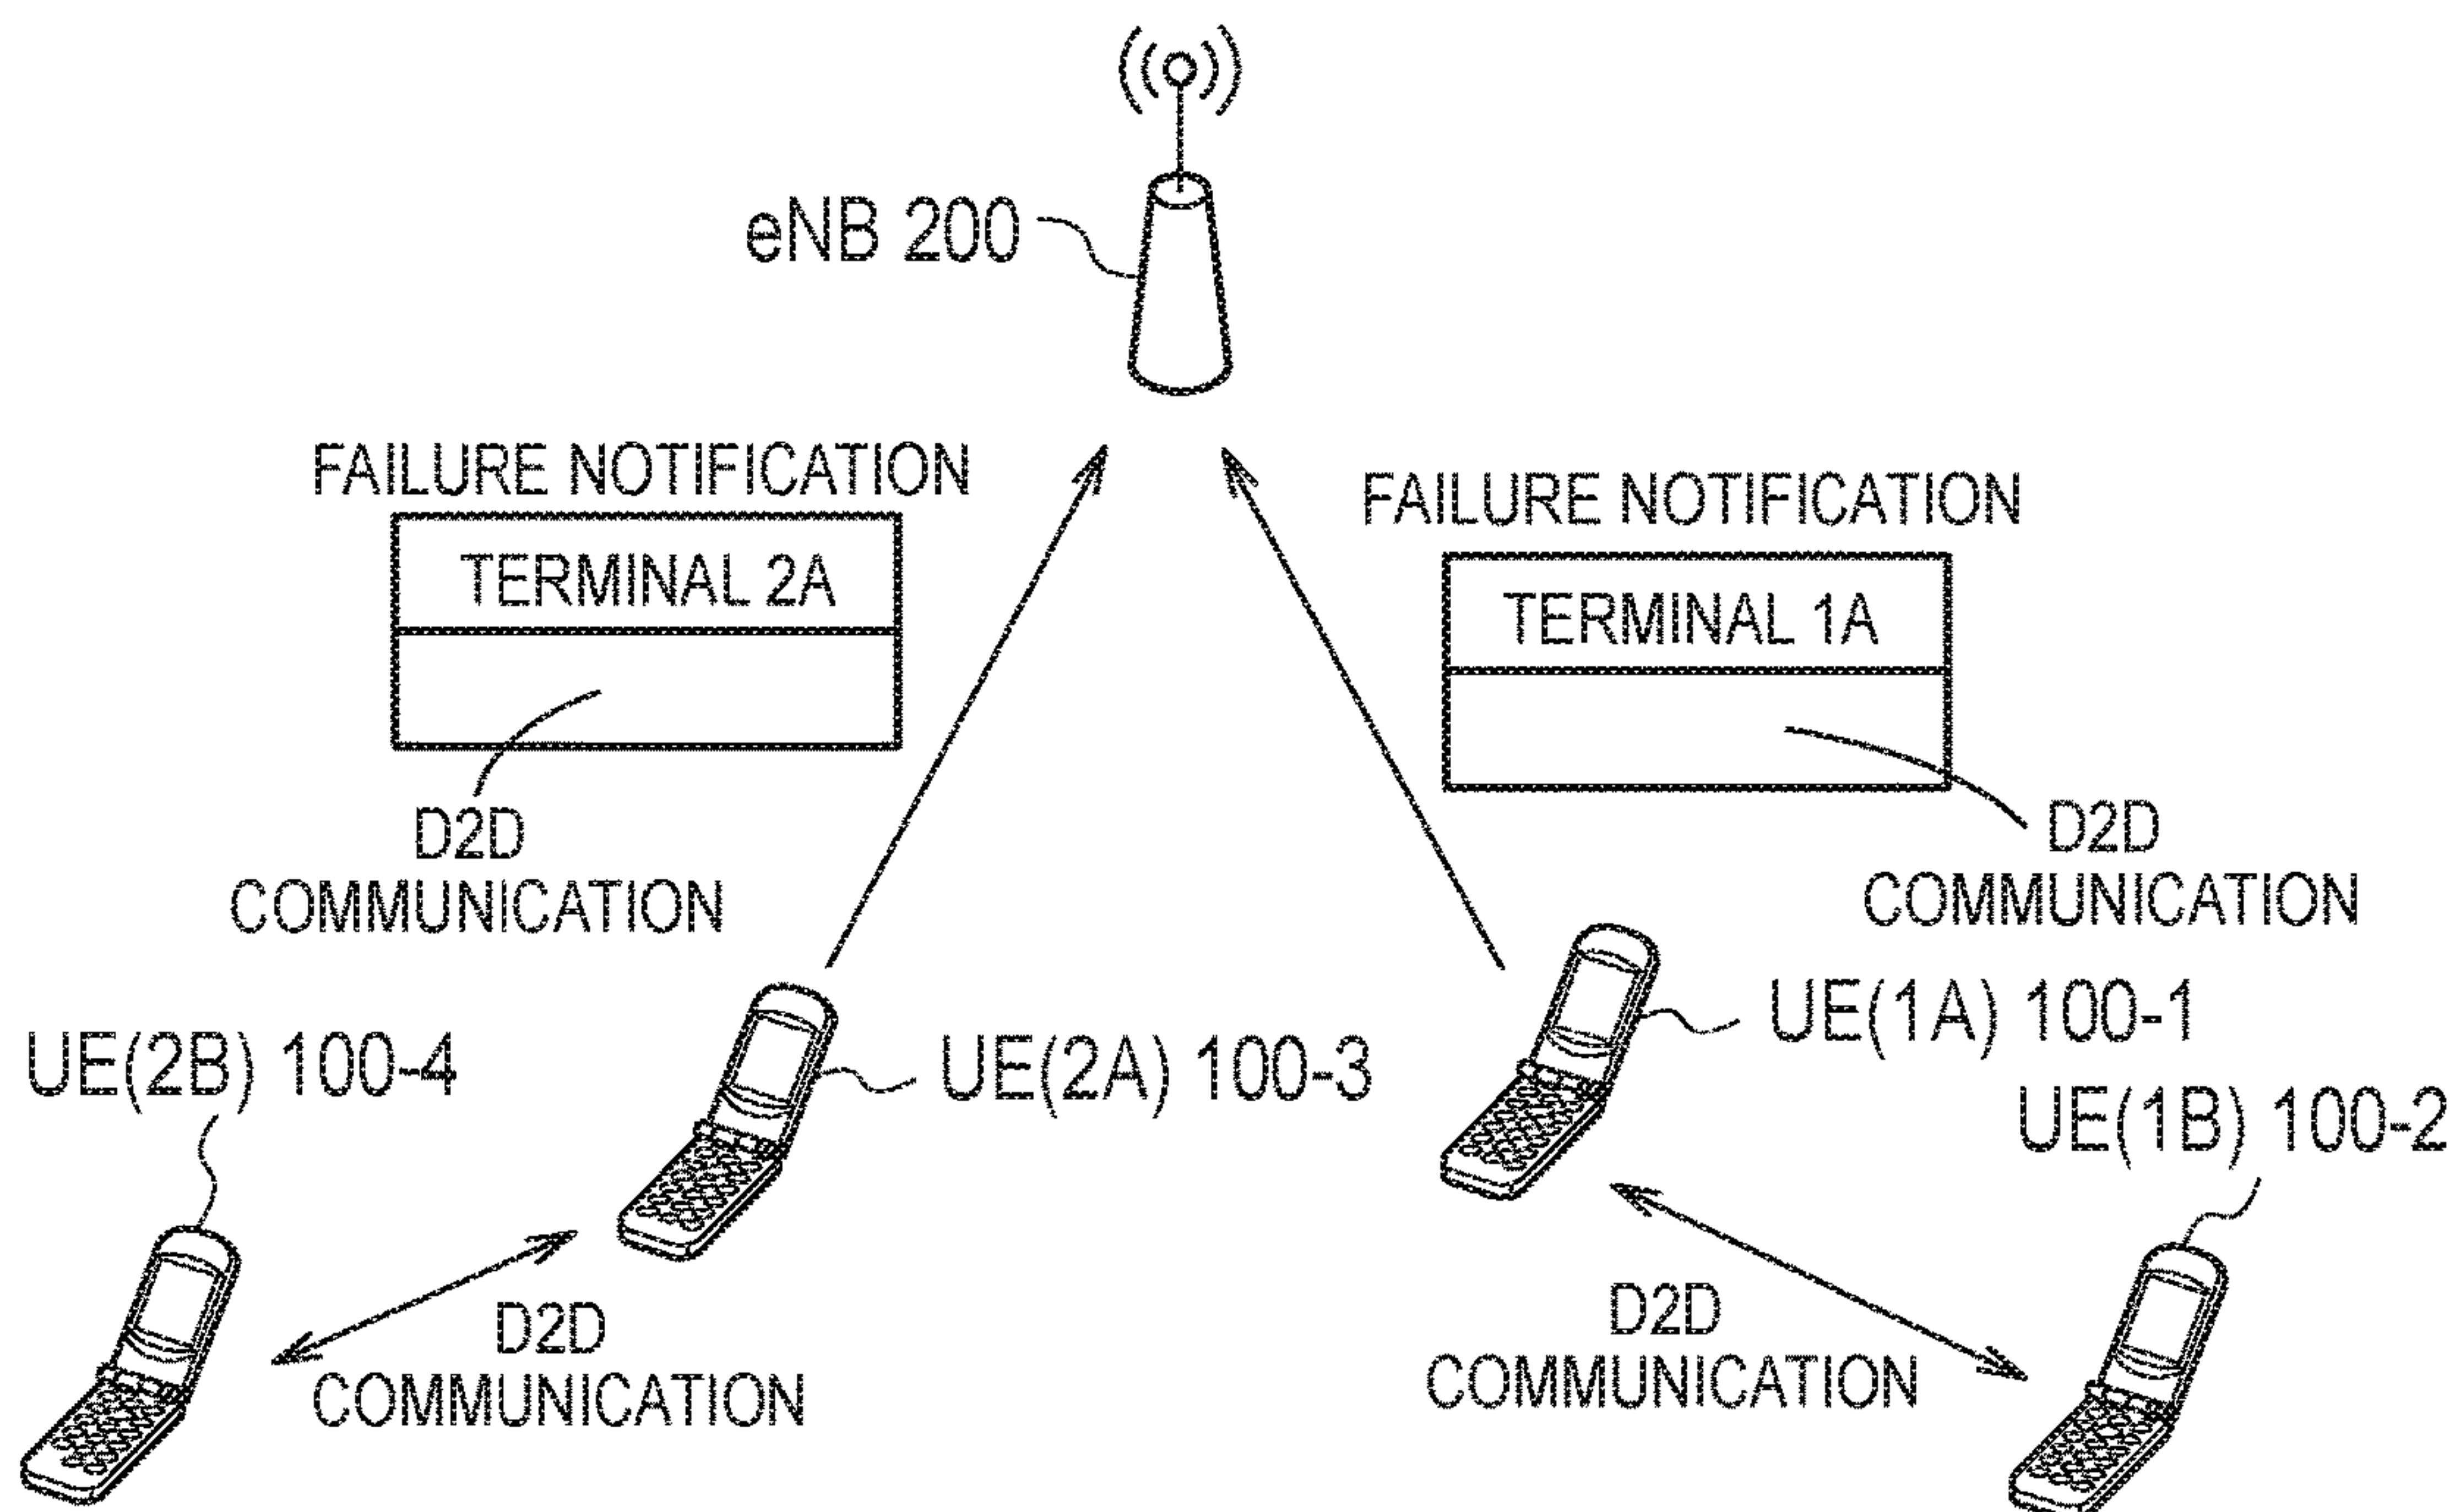 eNB 200
FAILURE NOTIFICATION
TERMINAL 2A
D2D
COMMUNICATION
FAILURE NOTIFICATION
TERMINAL 1A
D2D
COMMUNICATION
UE(2B) 100-4
UE(2A) 100-3
UE(1A) 100-1
UE(1B) 100-2
D2D
COMMUNICATION
D2D
COMMUNICATION